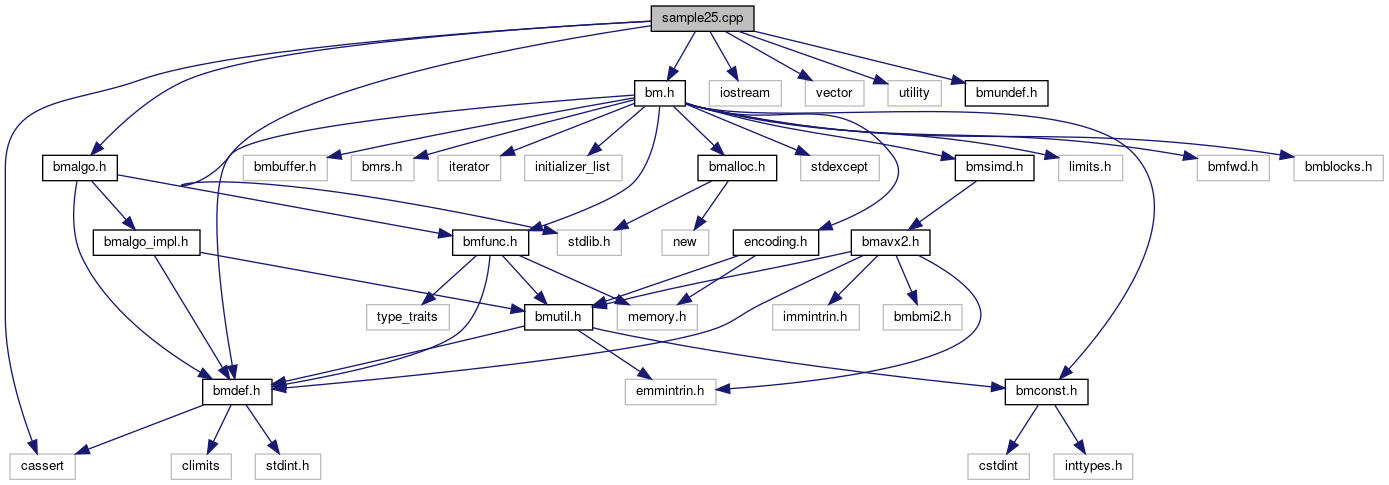 sample25.cpp
bm.h
iostream
vector
utility
bmundef.h
bmalgo.h
bmbuffer.h
bmrs.h
iterator
initializer_list
bmalloc.h
stdexcept
bmsimd.h
limits.h
bmfwd.h
bmblocks.h
bmalgo_impl.h
bmfunc.h
stdlib.h
new
encoding.h
bmavx2.h
type_traits
bmutil.h
memory.h
immintrin.h
bmbmi2.h
bmdef.h
emmintrin.h
bmconst.h
cassert
climits
stdint.h
cstdint
inttypes.h